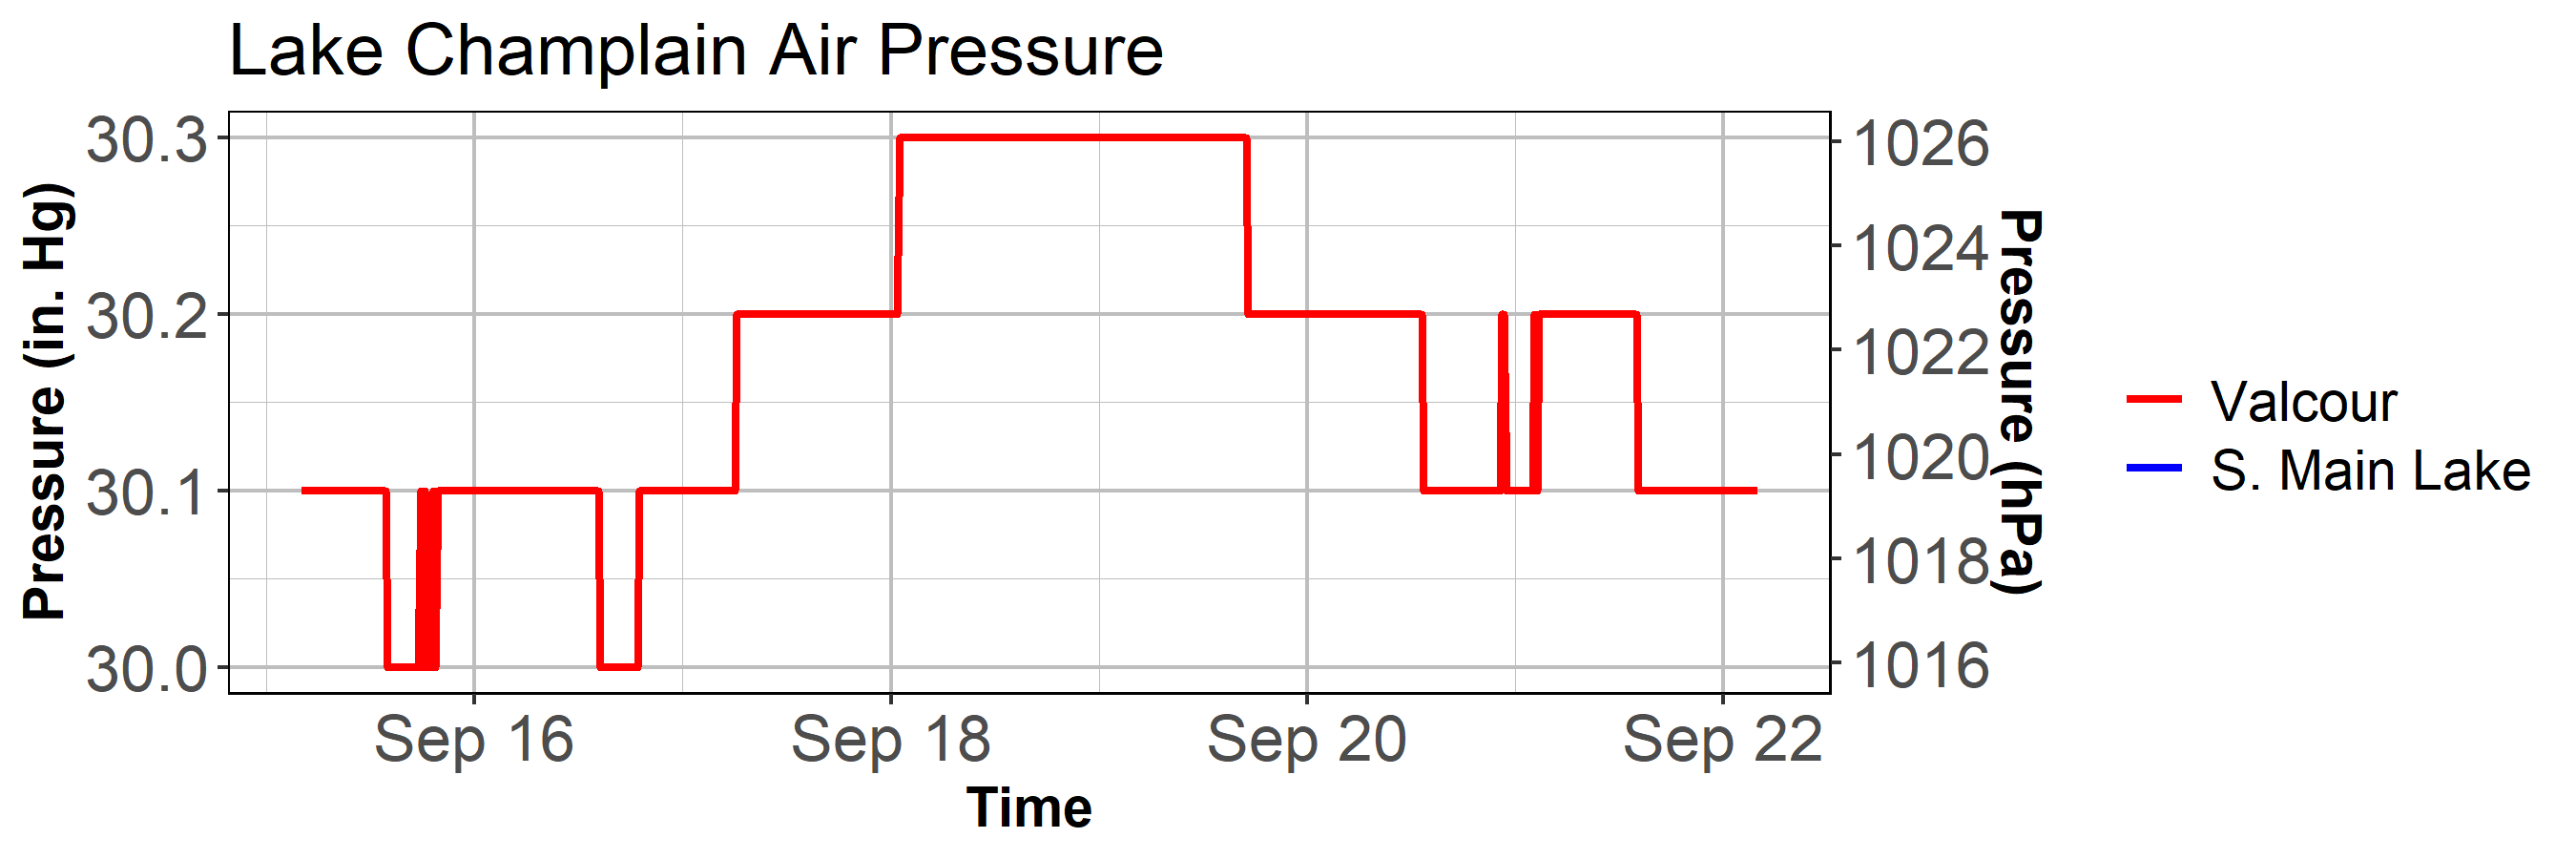 Lake Champlain Air Pressure
Pressure (in. Hg)
30.3
30.2
30.1
30.0
1026
1024
1022
1020
1018
1016
Pressure (hPa)
Sep 16 Sep 18 Sep 20 Sep 22
Time
Valcour
S. Main Lake